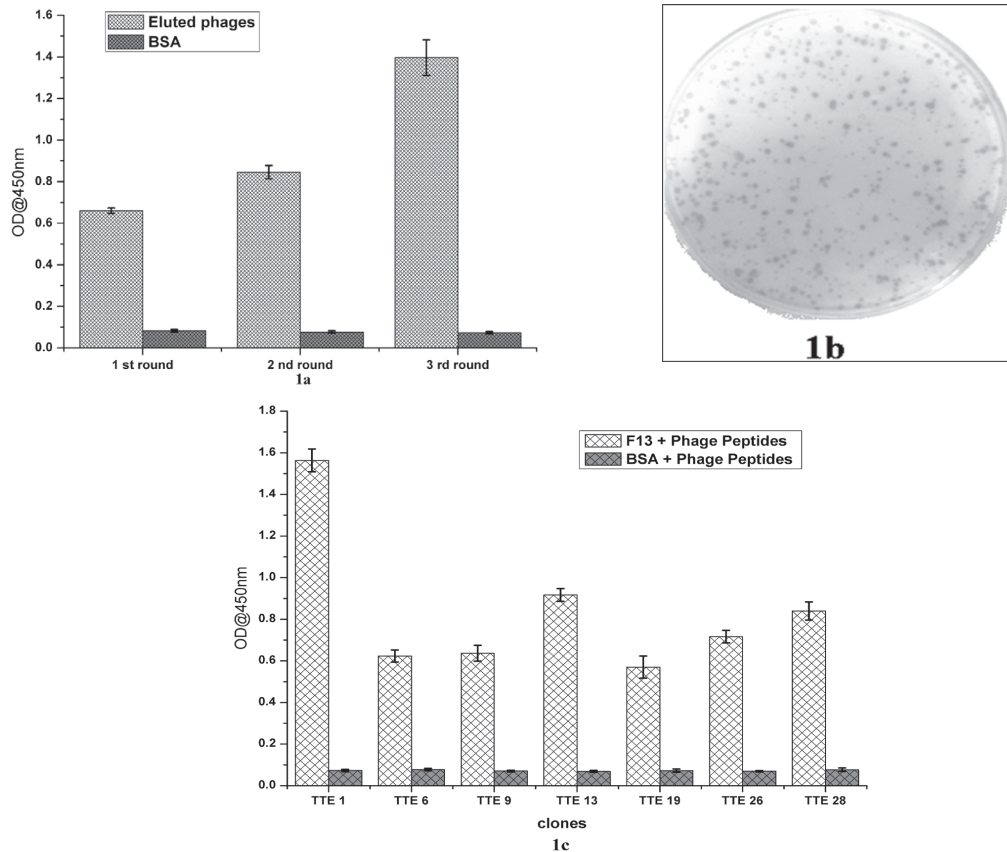 1.6
1.4
1.2
1.0
0.8
0.6
0.4
0.2
0.0
OD@450nm
Eluted phages
BSA
1 st round
2 nd round
3 rd round
1a
1b
1.8
1.6
1.4
1.2
1.0
0.8
0.6
0.4
0.2
0.0
OD@450nm
F13 + Phage Peptides
BSA + Phage Peptides
TTE 1
TTE 6
TTE 9
TTE 13
TTE 19
TTE 26
TTE 28
clones
1c